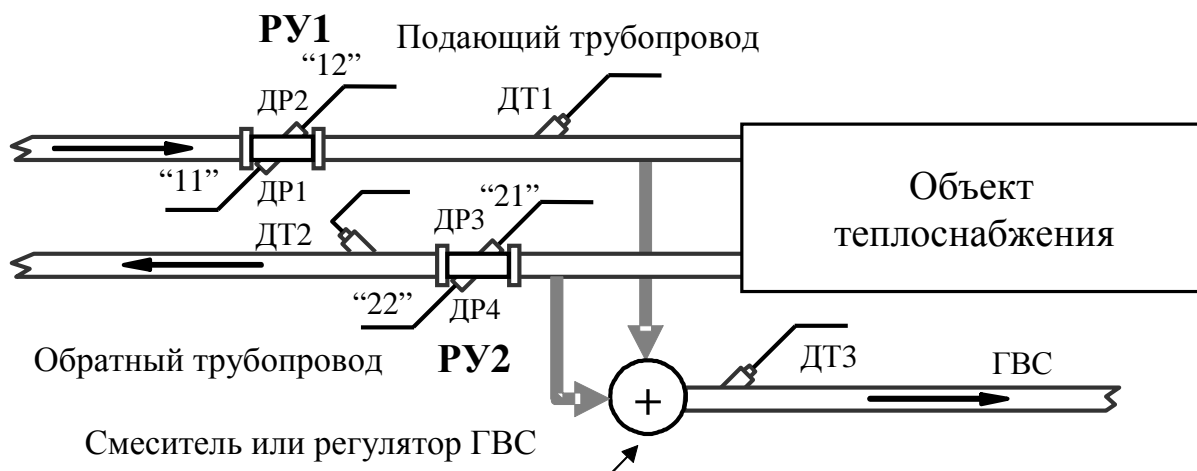 РУ1
Подающий трубопровод
“12”
ДР2
ДТ1
“11”
ДР1
“21”
ДР3
ДТ2
Объект
теплоснабжения
“22”
ДР4
Обратный трубопровод
РУ2
ДТ3
ГВС
+
Смеситель или регулятор ГВС